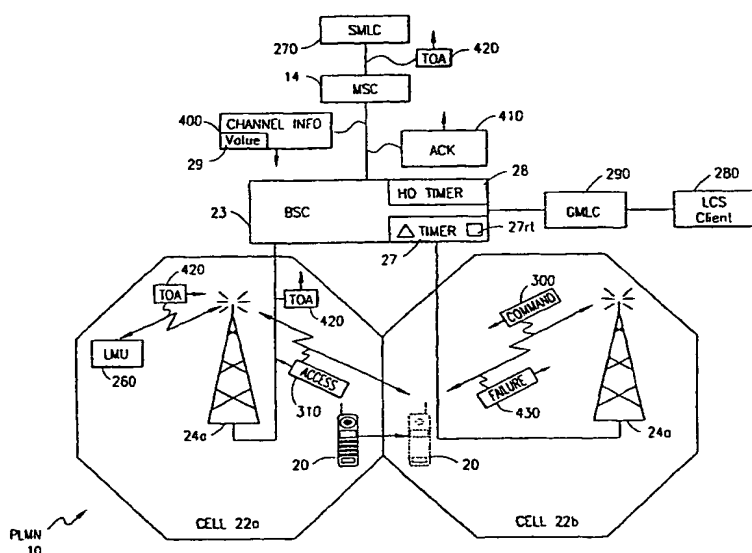 SMLC
270
TOA
420
14
MSC
400
CHANNEL INFO
Value
29
410
ACK
28
HO TIMER
290
280
23
BSC
GMLC
LCS
Client
TIMER
27rt
27
420
TOA
TOA
420
300
COMMAND
LMU
260
ACCESS
310
FAILURE
430
24a
24a
20
20
PLMN
10
CELL 22a
CELL 22b